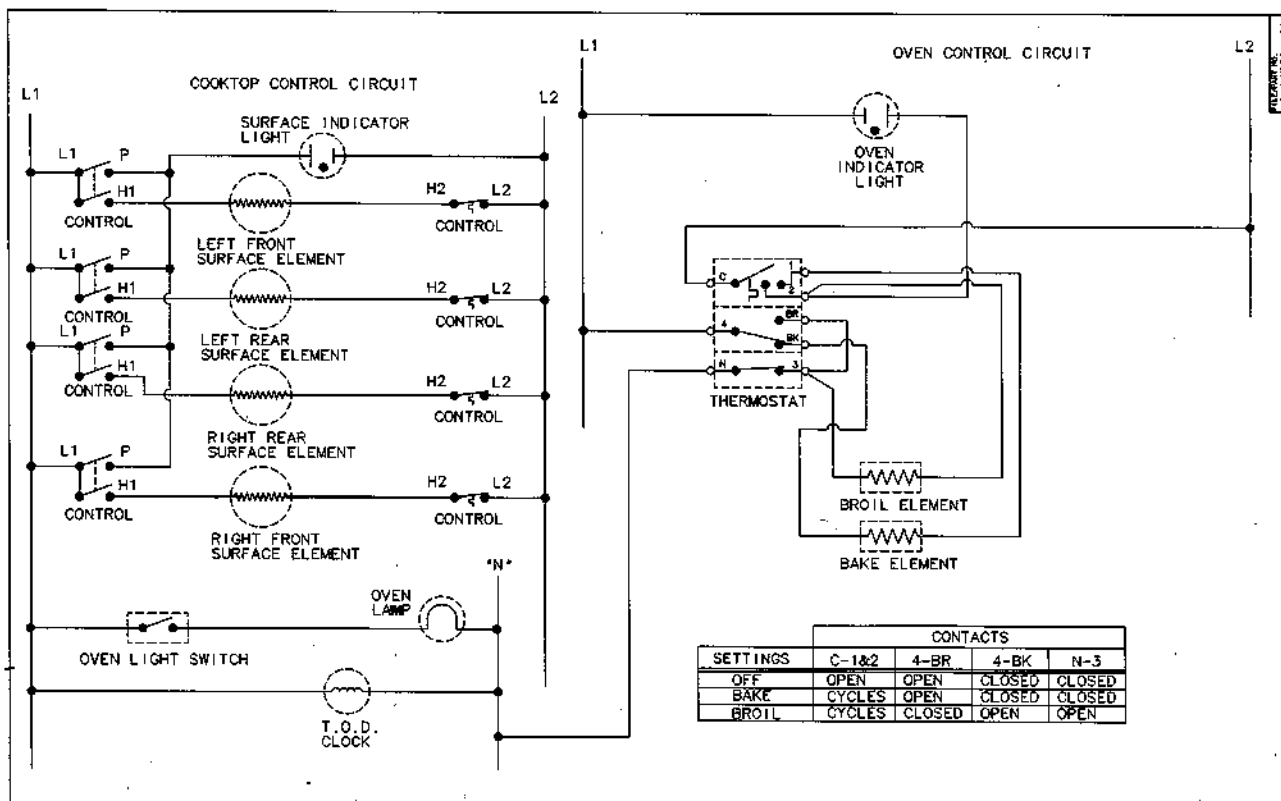 COOKTOP CONTROL CIRCUIT
L1
L2
SURFACE INDICATOR
LIGHT
L1
P
H1
CONTROL
LEFT FRONT
SURFACE ELEMENT
H2
L2
CONTROL
L1
P
H1
CONTROL
LEFT REAR
SURFACE ELEMENT
H2
L2
CONTROL
L1
P
H1
CONTROL
RIGHT REAR
SURFACE ELEMENT
H2
L2
CONTROL
L1
P
H1
CONTROL
RIGHT FRONT
SURFACE ELEMENT
H2
L2
CONTROL
"N"
OVEN
LAMP
OVEN LIGHT SWITCH
T.O.D.
CLOCK
OVEN CONTROL CIRCUIT
L1
L2
OVEN
INDICATOR
LIGHT
C
1
2
4
BR
BK
N
3
THERMOSTAT
BROIL ELEMENT
BAKE ELEMENT
CONTACTS
SETTINGS C-1&2 4-BR 4-BK N-3
OFF OPEN OPEN CLOSED CLOSED
BAKE CYCLES OPEN CLOSED CLOSED
BROIL CYCLES CLOSED OPEN OPEN